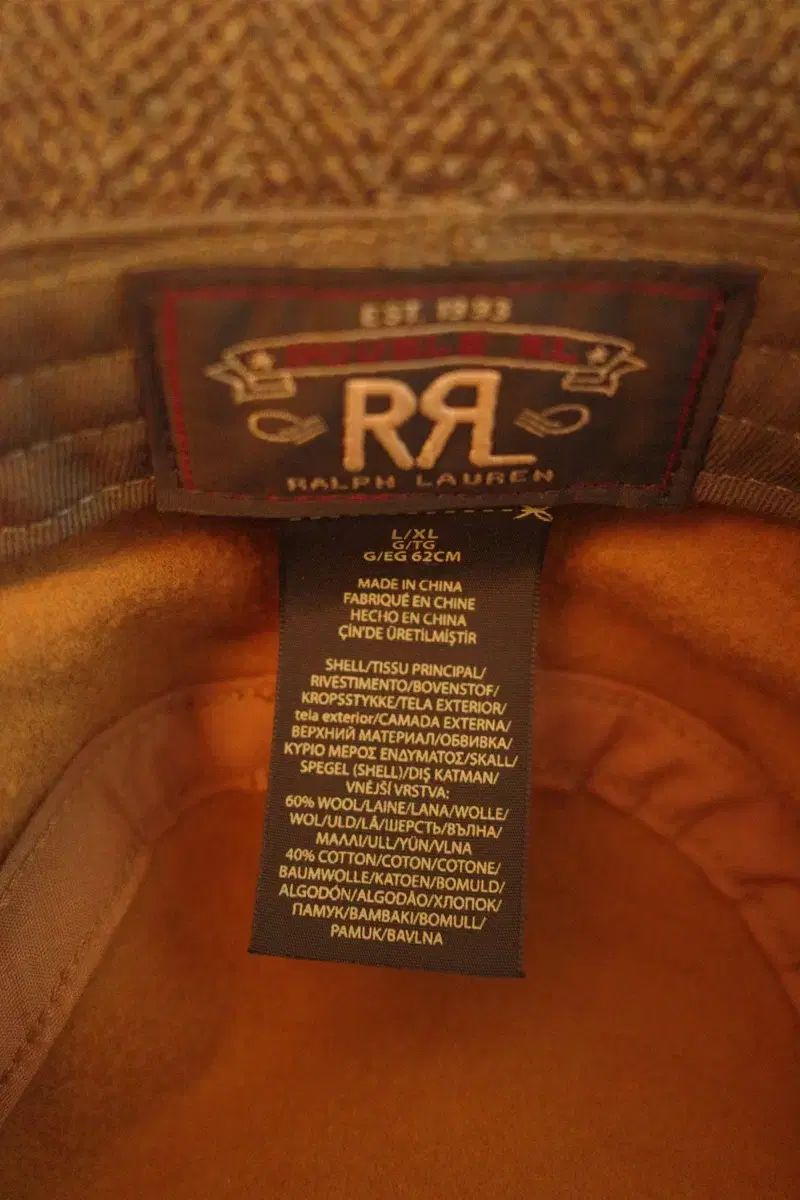 EST. 1993
DOUBLE RL
RRL
RALPH LAUREN
L/XL
G/TG
G/EG 62CM
MADE IN CHINA
FABRIQUÉ EN CHINE
HECHO EN CHINA
ÇİN'DE ÜRETİLMİŞTİR
SHELL/TISSU PRINCIPAL/
RIVESTIMENTO/BOVENSTOF/
KROPSSTYKKE/TELA EXTERIOR/
tela exterior/CAMADA EXTERNA/
ВЕРХНИЙ МАТЕРИАЛ/ОБВИВКА/
ΚΥΡΙΟ ΜΕΡΟΣ ΕΝΔΥΜΑΤΟΣ/SKALL/
SPEGEL (SHELL)/DIŞ KATMAN/
VNĚJŠÍ VRSTVA:
60% WOOL/LAINE/LANA/WOLLE/
WOL/ULD/LÃ/ШЕРСТЬ/ВЪЛНА/
ΜΑΛΛΙ/ULL/YÜN/VLNA
40% COTTON/COTON/COTONE/
BAUMWOLLE/KATOEN/BOMULD/
ALGODÓN/ALGODÃO/ХЛОПОК/
ПАМУК/ΒΑΜΒΑΚΙ/BOMULL/
PAMUK/BAVLNA